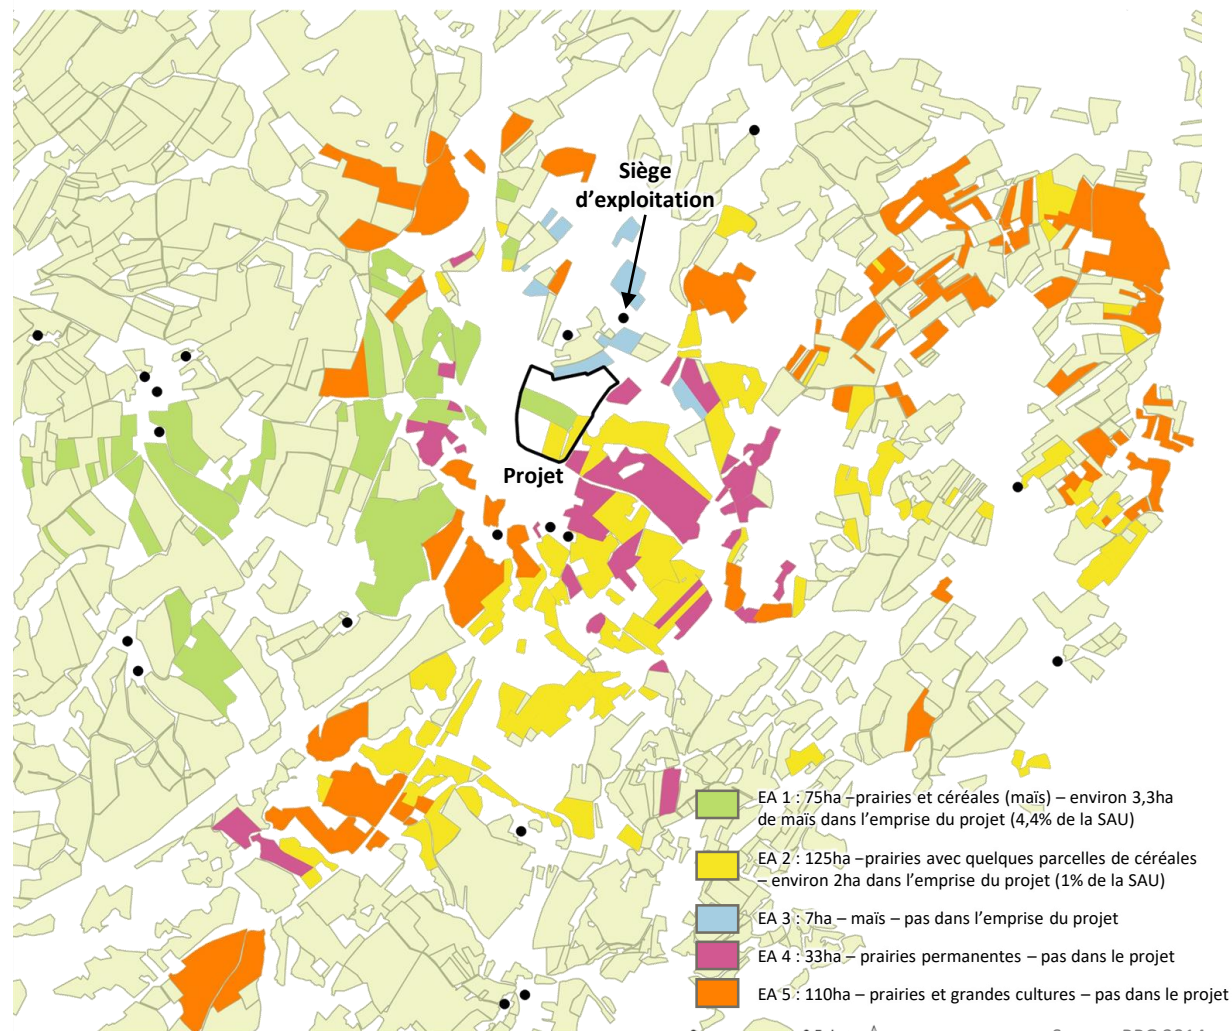 Siège
d’exploitation
Projet
EA 1 : 75ha –prairies et céréales (maïs) – environ 3,3ha
de maïs dans l’emprise du projet (4,4% de la SAU)
EA 2 : 125ha –prairies avec quelques parcelles de céréales
– environ 2ha dans l’emprise du projet (1% de la SAU)
EA 3 : 7ha – maïs – pas dans l’emprise du projet
EA 4 : 33ha – prairies permanentes – pas dans le projet
EA 5 : 110ha – prairies et grandes cultures – pas dans le projet